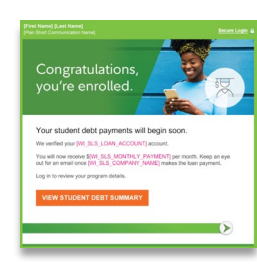 [First Name] [Last Name]
[Plan Short Communication Name]
Secure Login
Congratulations,
you're enrolled.
Your student debt payments will begin soon.
We verified your [WI_SLS_LOAN_ACCOUNT] account.
You will now receive $[WI_SLS_MONTHLY_PAYMENT] per month. Keep an eye
out for an email once [WI_SLS_COMPANY_NAME] makes the loan payment.
Log in to review your program details.
VIEW STUDENT DEBT SUMMARY